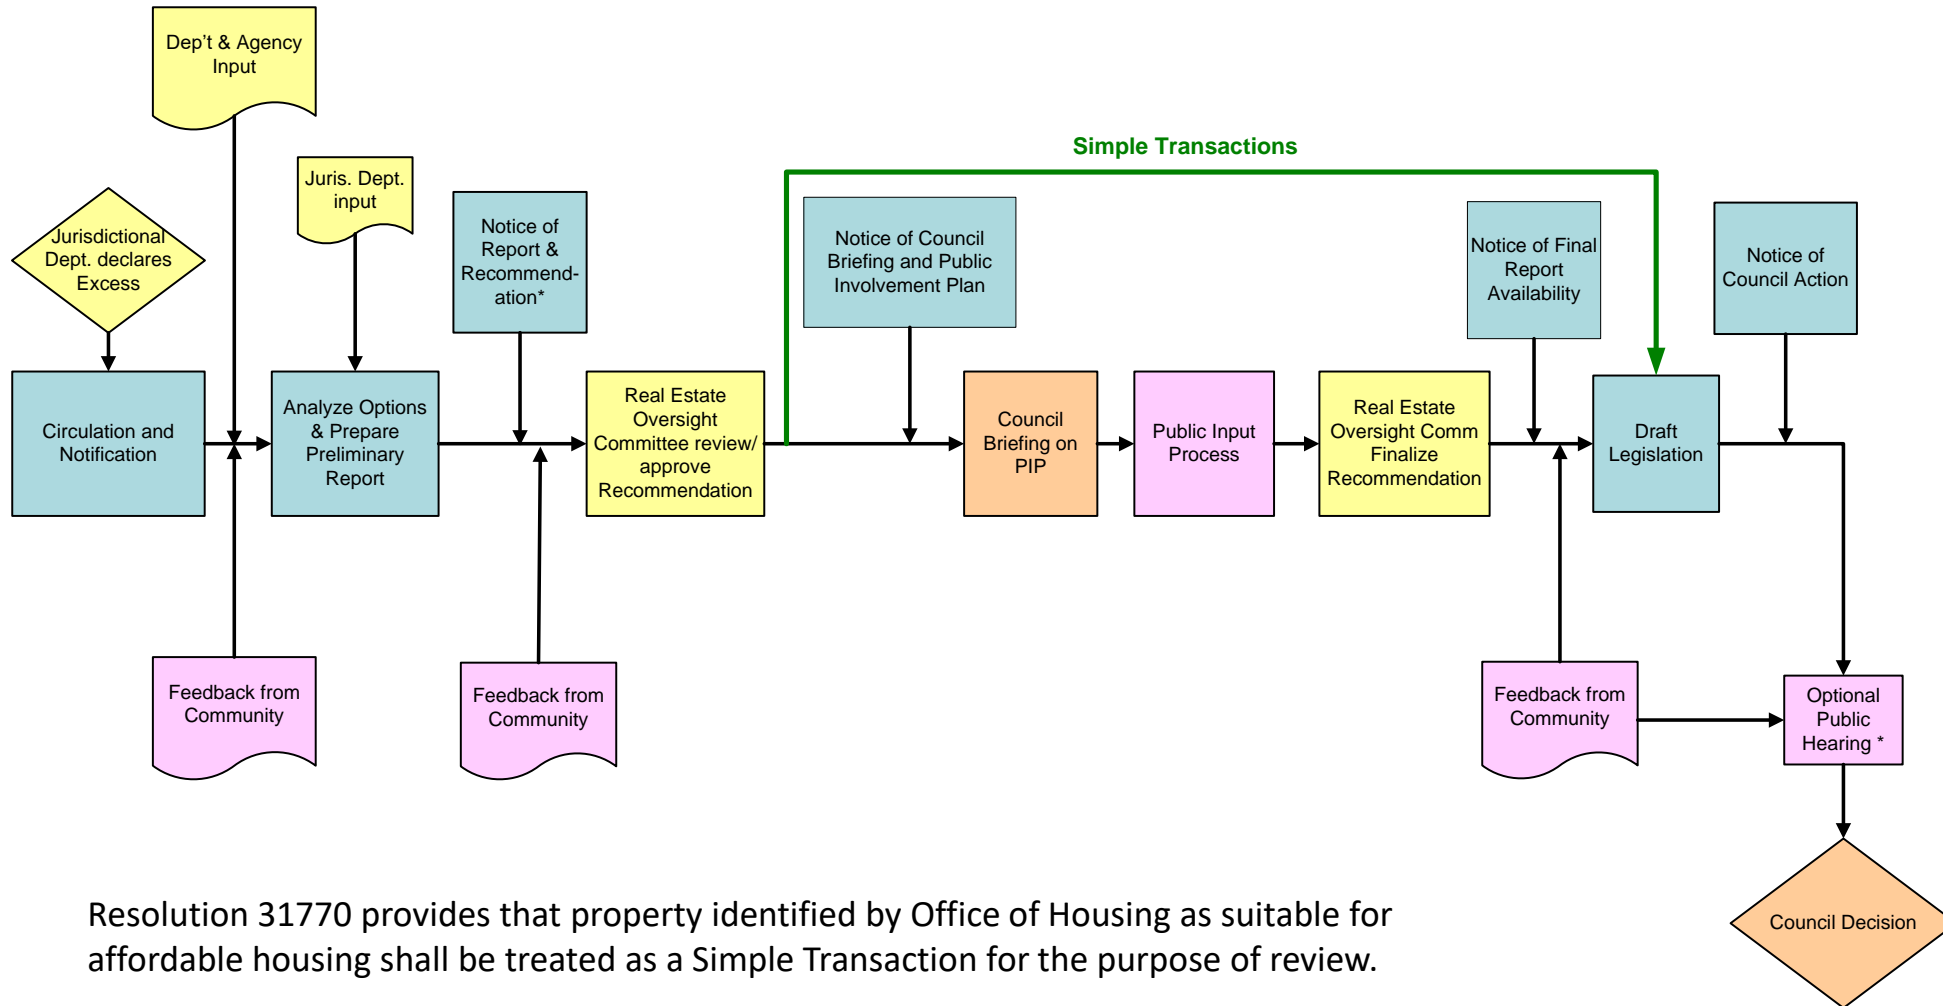 Dep't & Agency
Input
Simple Transactions
Juris. Dept.
input
Jurisdictional
Dept. declares
Excess
Notice of
Report &
Recommend-
ation*
Notice of Council
Briefing and Public
Involvement Plan
Notice of Final
Report
Availability
Notice of
Council Action
Circulation and
Notification
Analyze Options
& Prepare
Preliminary
Report
Real Estate
Oversight
Committee review/
approve
Recommendation
Council
Briefing on
PIP
Public Input
Process
Real Estate
Oversight Comm
Finalize
Recommendation
Draft
Legislation
Feedback from
Community
Feedback from
Community
Feedback from
Community
Optional
Public
Hearing *
Council Decision
Resolution 31770 provides that property identified by Office of Housing as suitable for
affordable housing shall be treated as a Simple Transaction for the purpose of review.